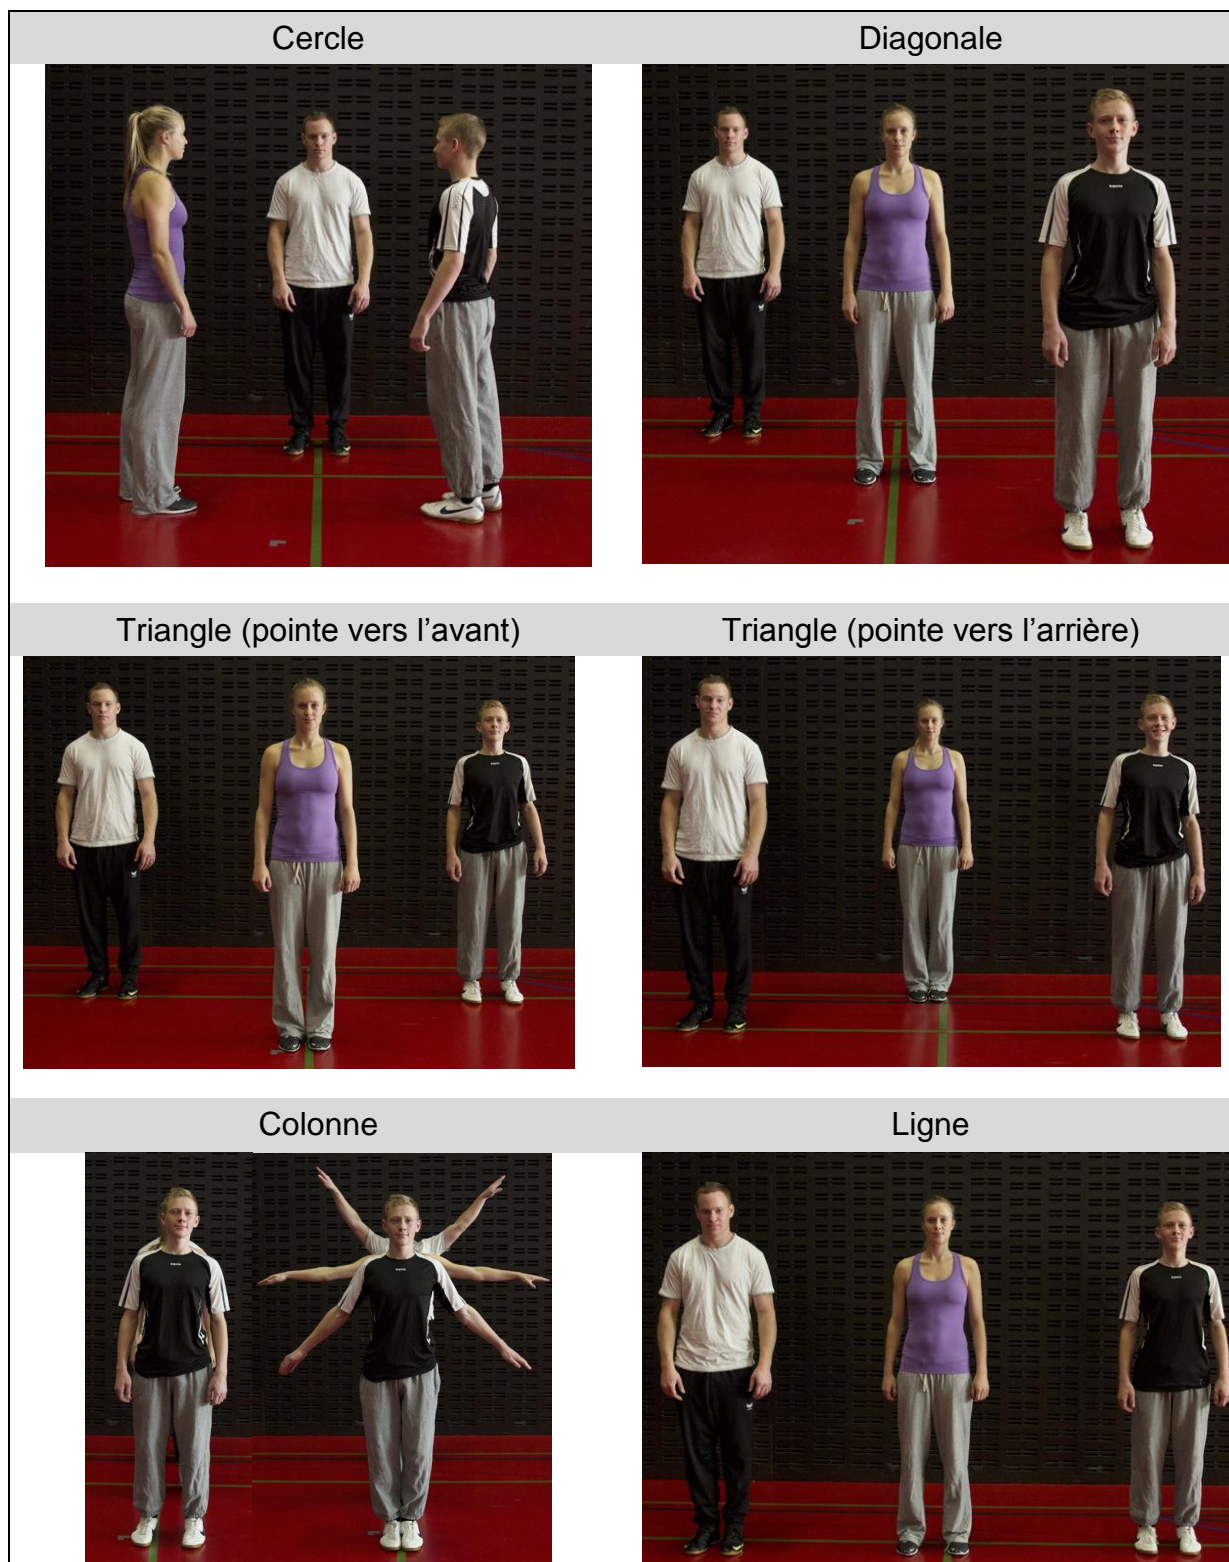 Cercle
Diagonale
Triangle (pointe vers l’avant)
Triangle (pointe vers l’arrière)
Colonne
Ligne